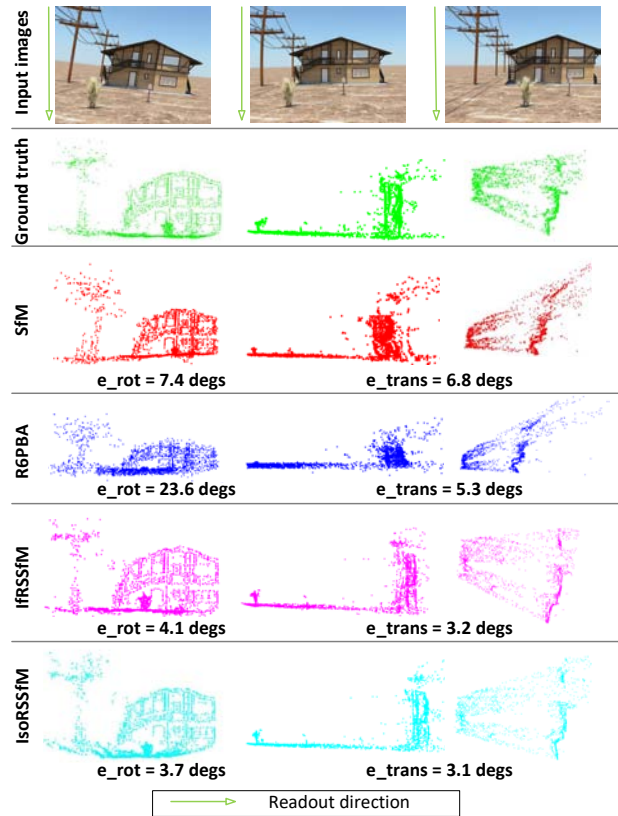 Input images
Ground truth
SfM
e_rot = 7.4 degs
e_trans = 6.8 degs
R6PBA
e_rot = 23.6 degs
e_trans = 5.3 degs
IfRSSfM
e_rot = 4.1 degs
e_trans = 3.2 degs
IsoRSSfM
e_rot = 3.7 degs
e_trans = 3.1 degs
Readout direction